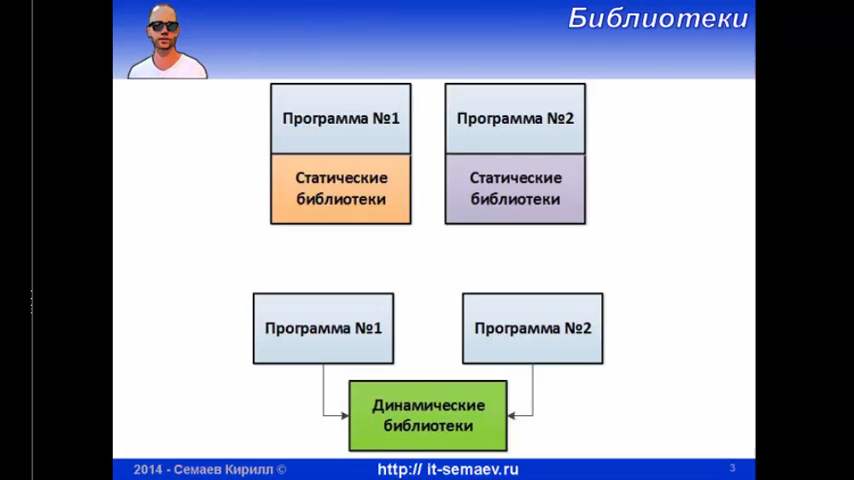 Библиотеки
Программа №1
Программа №2
Статические
библиотеки
Статические
библиотеки
Программа №1
Программа №2
Динамические
библиотеки
2014 - Семаев Кирилл ©
http:// it-semaev.ru
3